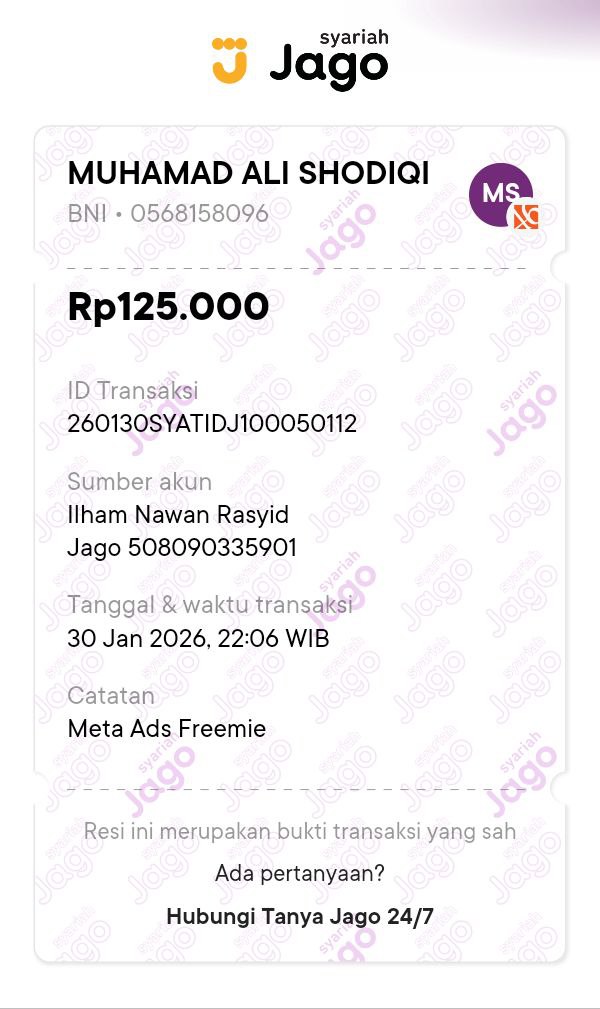 syariah
Jago
MUHAMAD ALI SHODIQI
BNI • 0568158096
MS
Rp125.000
ID Transaksi
260130SYATIDJ100050112
Sumber akun
Ilham Nawan Rasyid
Jago 508090335901
Tanggal & waktu transaksi
30 Jan 2026, 22:06 WIB
Catatan
Meta Ads Freemie
Resi ini merupakan bukti transaksi yang sah
Ada pertanyaan?
Hubungi Tanya Jago 24/7